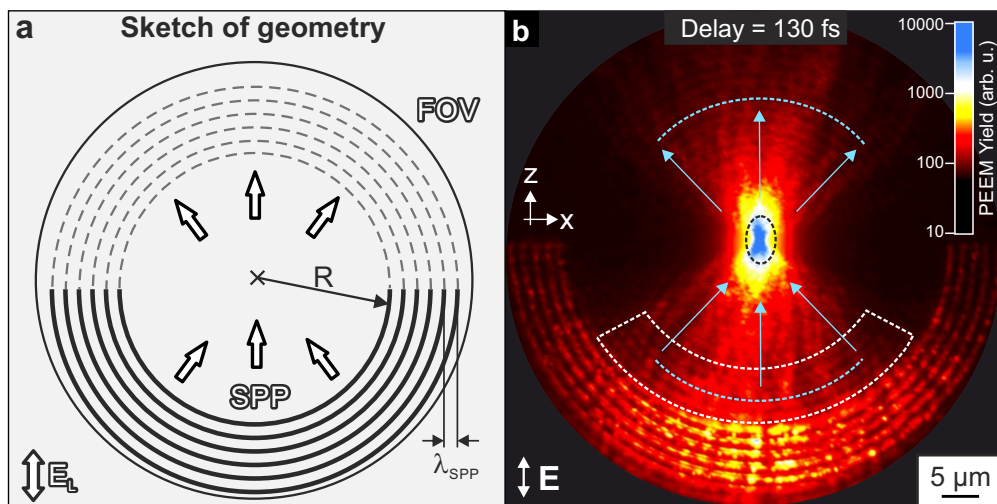 a
Sketch of geometry
FOV
R
SPP
λSPP
EL
b
Delay = 130 fs
10000
1000
100
10
PEEM Yield (arb. u.)
z
x
E
5 µm